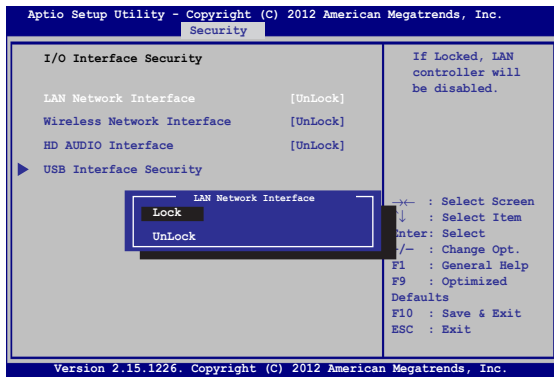 Aptio Setup Utility - Copyright (C) 2012 American Megatrends, Inc.
Security
I/O Interface Security
LAN Network Interface [UnLock]
Wireless Network Interface [UnLock]
HD AUDIO Interface [UnLock]
USB Interface Security
If Locked, LAN
controller will
be disabled.
LAN Network Interface
Lock
UnLock
→← : Select Screen
↓ : Select Item
nter: Select
/— : Change Opt.
F1 : General Help
F9 : Optimized
Defaults
F10 : Save & Exit
ESC : Exit
Version 2.15.1226. Copyright (C) 2012 American Megatrends, Inc.